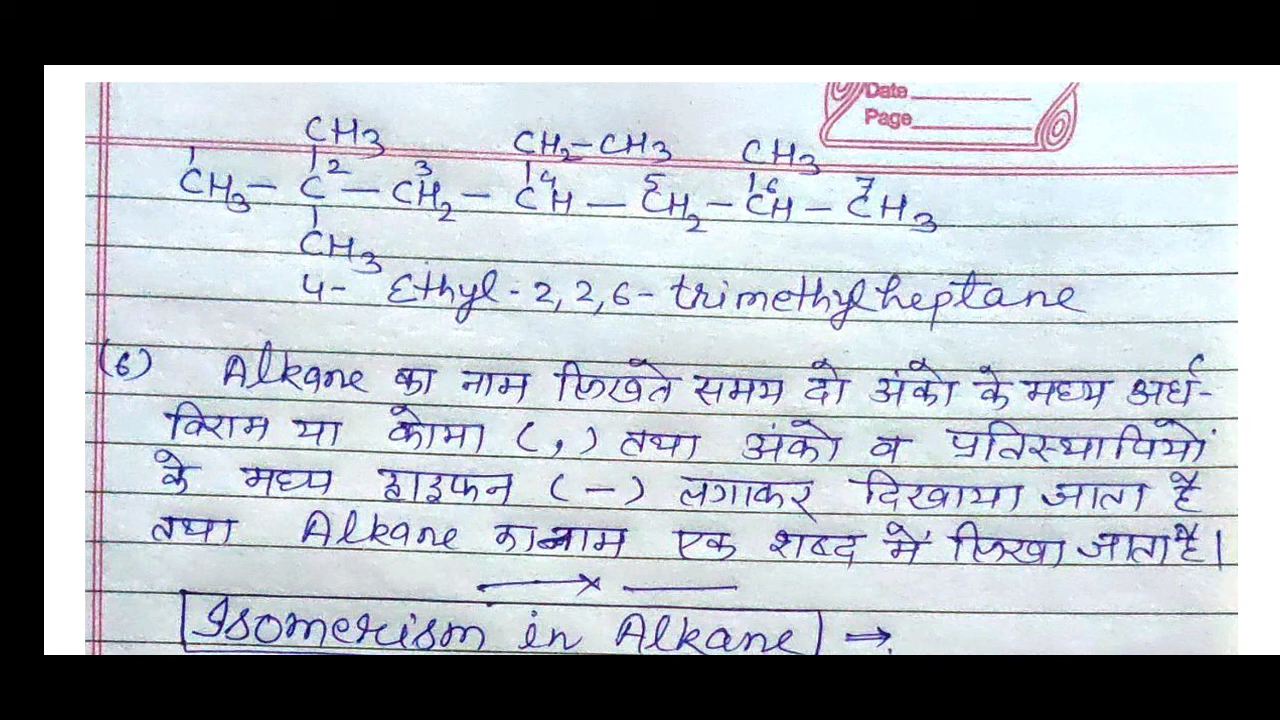 Date
Page
CH3 CH2-CH3 CH3
1 2 3 4 5 6 7
CH3 - C - CH2 - CH - CH2 - CH - CH3
CH3
4- Ethyl-2,2,6-trimethylheptane
(6) Alkane का नाम लिखते समय दो अंको के मध्य अर्ध-
विराम या कोमा (,) तथा अंको व प्रतिस्थापियों
के मध्य हाइफन (-) लगाकर दिखाया जाता है
तथा Alkane का नाम एक शब्द में लिखा जाता है।
Isomerism in Alkane →